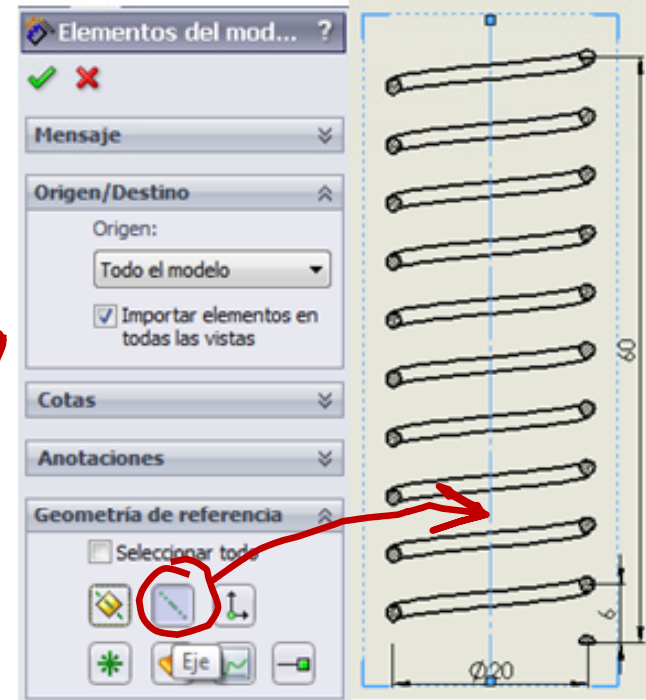 Elementos del mod... ?
Mensaje
Origen/Destino
Origen:
Todo el modelo
Importar elementos en
todas las vistas
Cotas
Anotaciones
Geometría de referencia
Seleccionar todo
Eje
60
6
Ø20